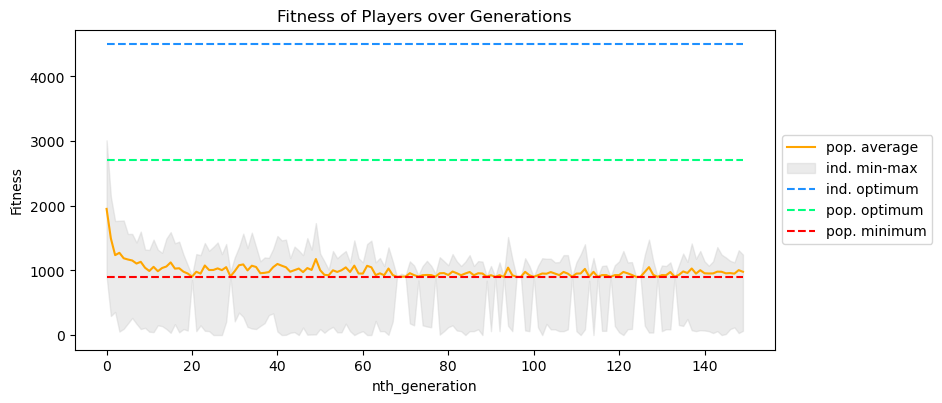 Fitness of Players over Generations
Fitness
4000
3000
2000
1000
0
0
20
40
60
80
100
120
140
nth_generation
pop. average
ind. min-max
ind. optimum
pop. optimum
pop. minimum